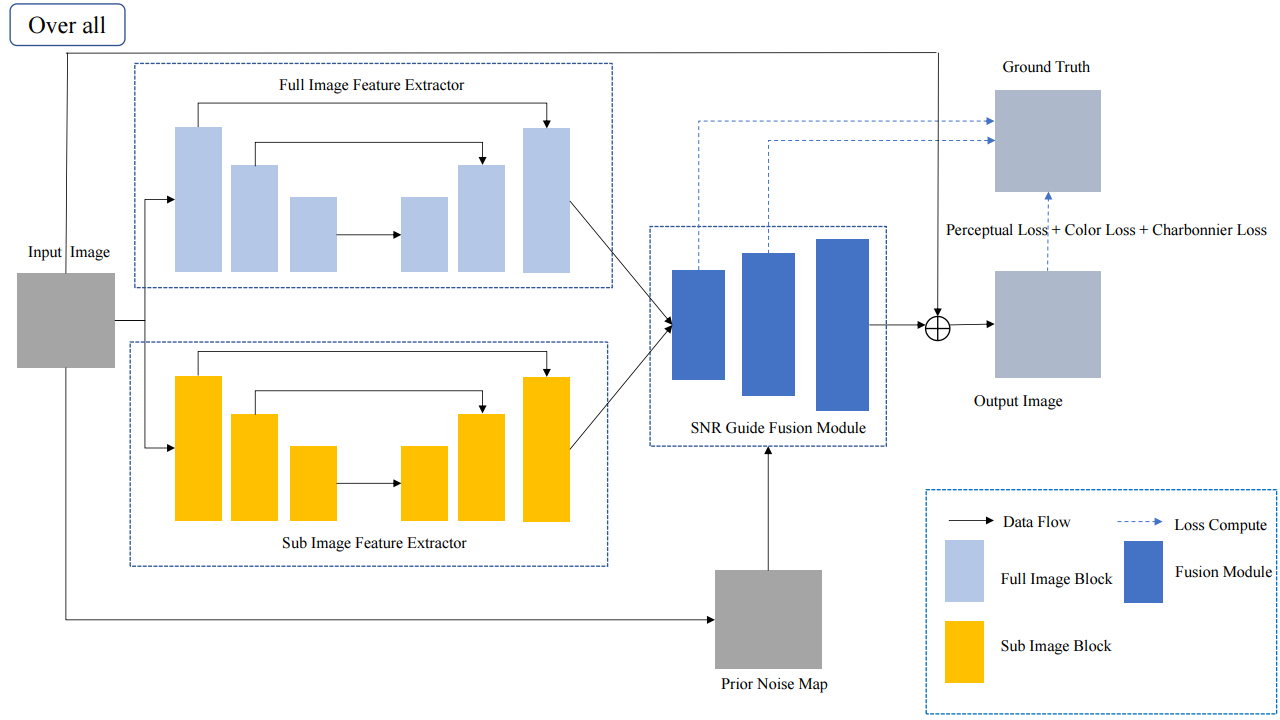 Over all
Full Image Feature Extractor
Ground Truth
Input Image
Perceptual Loss + Color Loss + Charbonnier Loss
Output Image
SNR Guide Fusion Module
Sub Image Feature Extractor
Prior Noise Map
Data Flow
Loss Compute
Full Image Block
Fusion Module
Sub Image Block